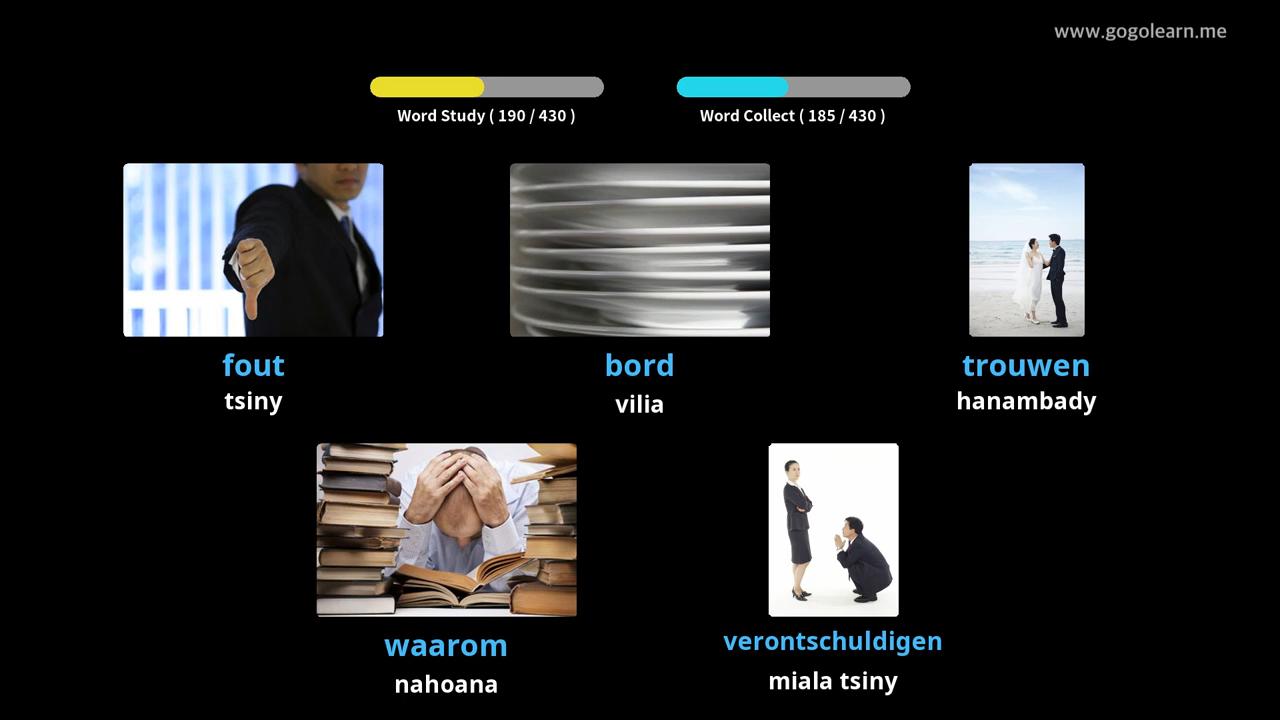 www.gogolearn.me
Word Study ( 190 / 430 )
Word Collect ( 185 / 430 )
fout
tsiny
bord
vilia
trouwen
hanambady
waarom
nahoana
verontschuldigen
miala tsiny